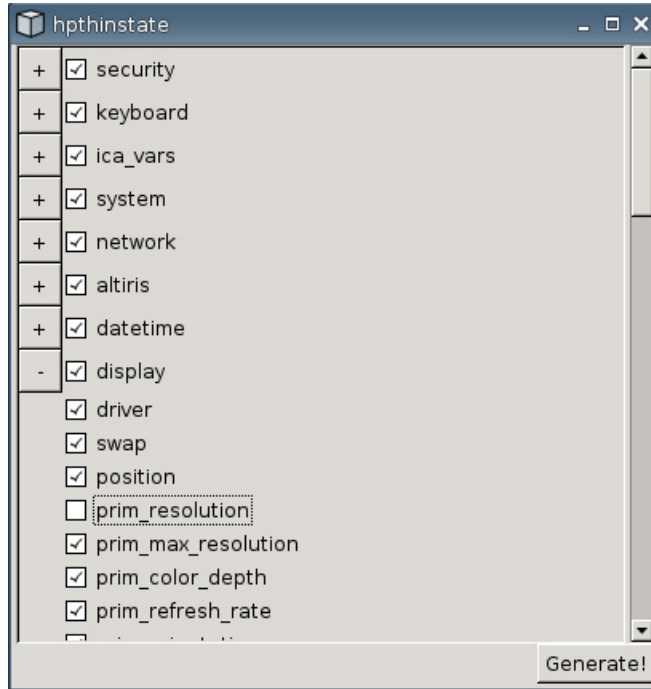 hpthinstate
+ security
+ keyboard
+ ica_vars
+ system
+ network
+ altiris
+ datetime
- display
driver
swap
position
prim_resolution
prim_max_resolution
prim_color_depth
prim_refresh_rate
Generate!